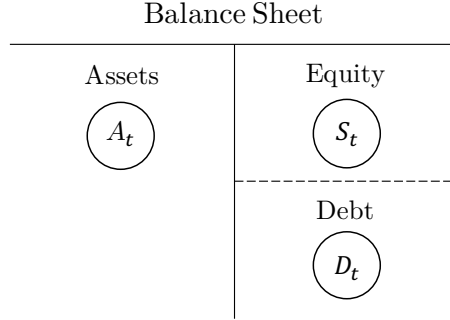 Balance Sheet
Assets
Equity
A_t
S_t
Debt
D_t